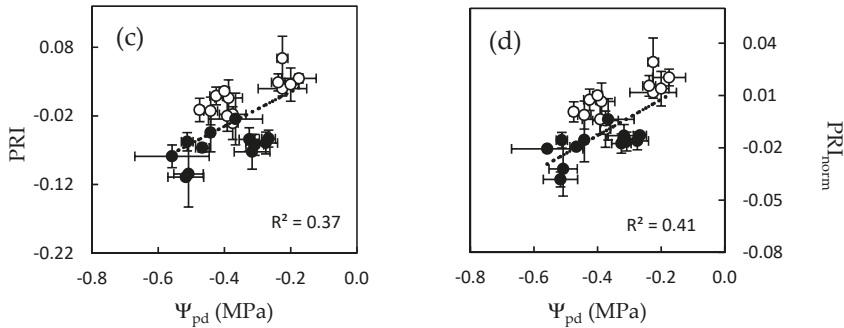 (c)
PRI
0.08
-0.02
-0.12
-0.22
R² = 0.37
-0.8 -0.6 -0.4 -0.2 0.0
Ψpd (MPa)
(d)
0.04
0.01
-0.02
-0.05
-0.08
PRInorm
R² = 0.41
-0.8 -0.6 -0.4 -0.2 0.0
Ψpd (MPa)